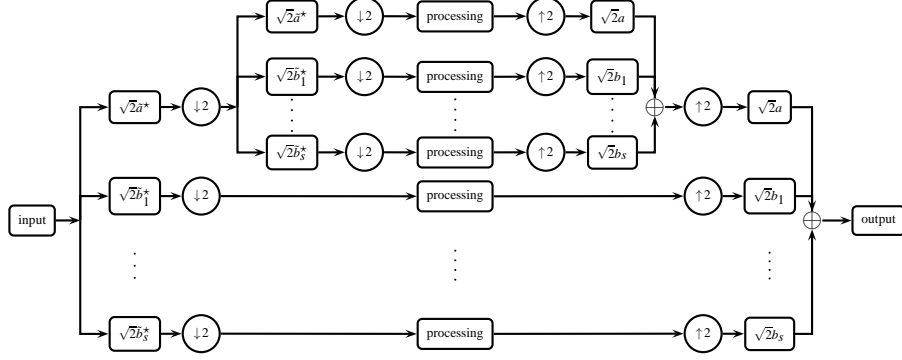 √2ã⋆ ↓2 processing ↑2 √2a
√2b̃₁⋆ ↓2 processing ↑2 √2b₁
√2ã⋆ ↓2 ↑2 √2a
√2b̃ₛ⋆ ↓2 processing ↑2 √2bₛ
√2b̃₁⋆ ↓2 processing ↑2 √2b₁
input output
√2b̃ₛ⋆ ↓2 processing ↑2 √2bₛ